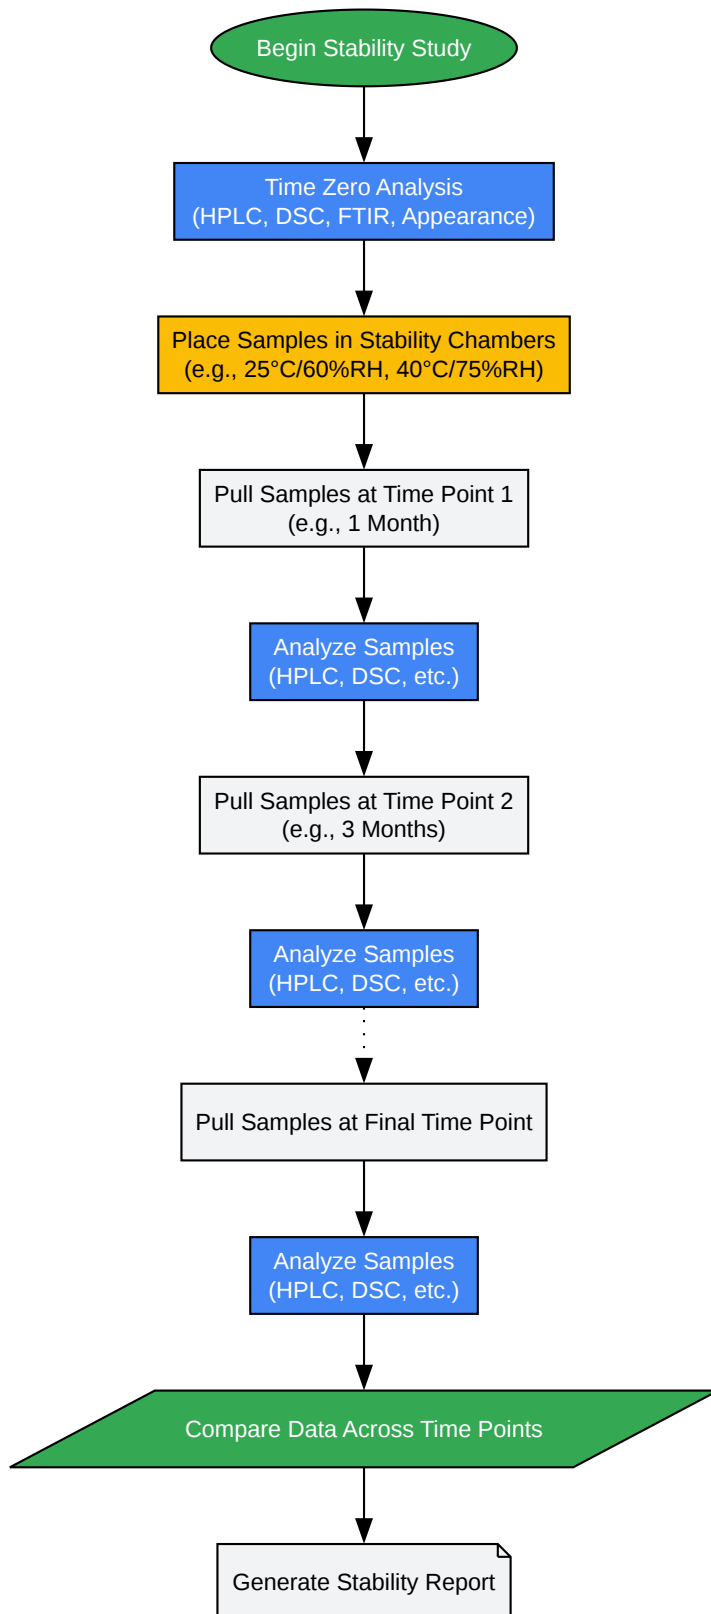 Begin Stability Study
Time Zero Analysis
(HPLC, DSC, FTIR, Appearance)
Place Samples in Stability Chambers
(e.g., 25°C/60%RH, 40°C/75%RH)
Pull Samples at Time Point 1
(e.g., 1 Month)
Analyze Samples
(HPLC, DSC, etc.)
Pull Samples at Time Point 2
(e.g., 3 Months)
Analyze Samples
(HPLC, DSC, etc.)
Pull Samples at Final Time Point
Analyze Samples
(HPLC, DSC, etc.)
Compare Data Across Time Points
Generate Stability Report